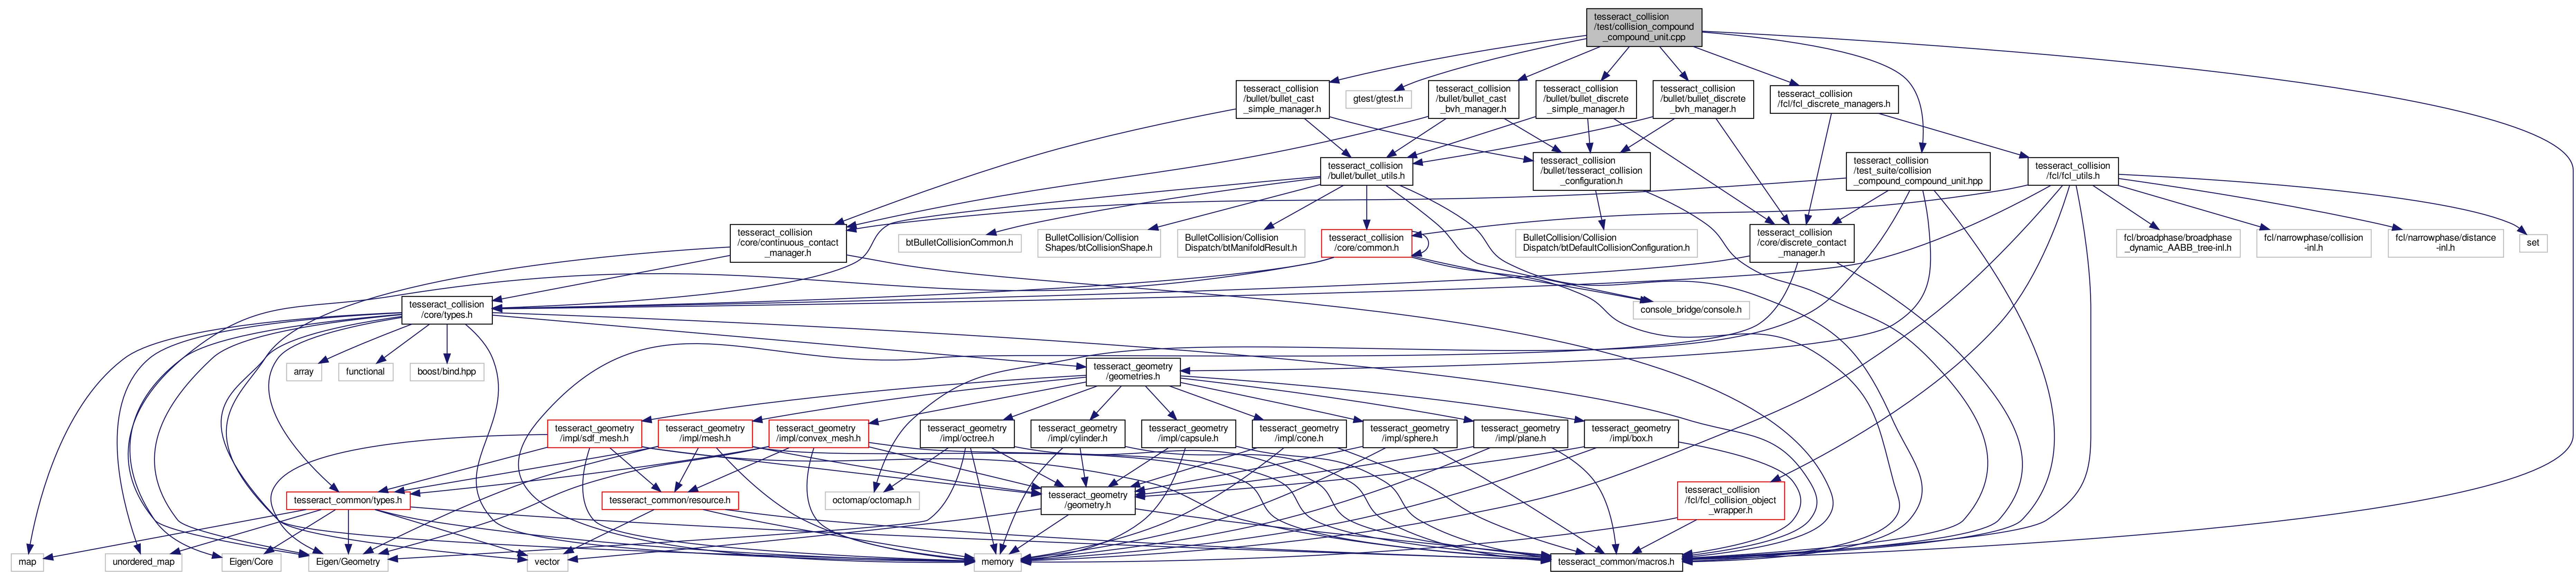 tesseract_collision
/test/collision_compound
_compound_unit.cpp
tesseract_collision
/bullet/bullet_cast
_simple_manager.h
gtest/gtest.h
tesseract_collision
/bullet/bullet_cast
_bvh_manager.h
tesseract_collision
/bullet/bullet_discrete
_simple_manager.h
tesseract_collision
/bullet/bullet_discrete
_bvh_manager.h
tesseract_collision
/fcl/fcl_discrete_managers.h
tesseract_collision
/bullet/bullet_utils.h
tesseract_collision
/bullet/tesseract_collision
_configuration.h
tesseract_collision
/test_suite/collision
_compound_compound_unit.hpp
tesseract_collision
/fcl/fcl_utils.h
tesseract_collision
/core/continuous_contact
_manager.h
btBulletCollisionCommon.h
BulletCollision/Collision
Shapes/btCollisionShape.h
BulletCollision/Collision
Dispatch/btManifoldResult.h
tesseract_collision
/core/common.h
BulletCollision/Collision
Dispatch/btDefaultCollisionConfiguration.h
tesseract_collision
/core/discrete_contact
_manager.h
fcl/broadphase/broadphase
_dynamic_AABB_tree-inl.h
fcl/narrowphase/collision
-inl.h
fcl/narrowphase/distance
-inl.h
set
tesseract_collision
/core/types.h
console_bridge/console.h
array
functional
boost/bind.hpp
tesseract_geometry
/geometries.h
tesseract_geometry
/impl/sdf_mesh.h
tesseract_geometry
/impl/mesh.h
tesseract_geometry
/impl/convex_mesh.h
tesseract_geometry
/impl/octree.h
tesseract_geometry
/impl/cylinder.h
tesseract_geometry
/impl/capsule.h
tesseract_geometry
/impl/cone.h
tesseract_geometry
/impl/sphere.h
tesseract_geometry
/impl/plane.h
tesseract_geometry
/impl/box.h
tesseract_common/types.h
tesseract_common/resource.h
octomap/octomap.h
tesseract_geometry
/geometry.h
tesseract_collision
/fcl/fcl_collision_object
_wrapper.h
map
unordered_map
Eigen/Core
Eigen/Geometry
vector
memory
tesseract_common/macros.h